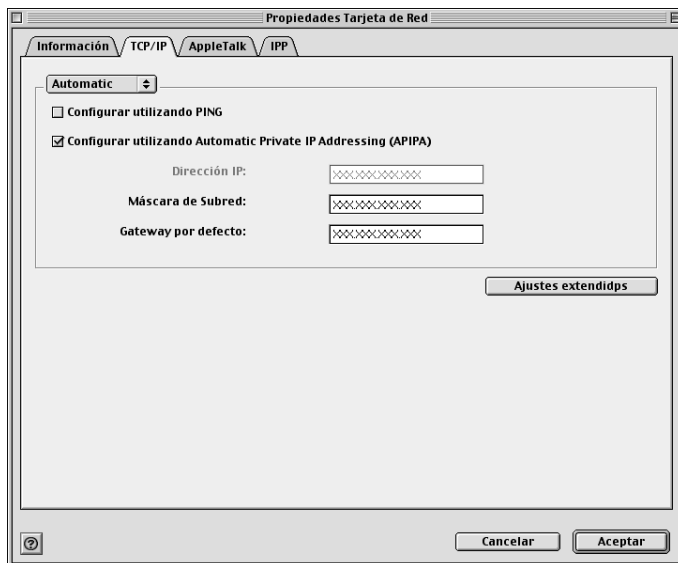 Propiedades Tarjeta de Red
Información TCP/IP AppleTalk IPP
Automatic
Configurar utilizando PING
Configurar utilizando Automatic Private IP Addressing (APIPA)
Dirección IP: XXX.XXX.XXX.XXX
Máscara de Subred: XXX.XXX.XXX.XXX
Gateway por defecto: XXX.XXX.XXX.XXX
Ajustes extendidps
? Cancelar Aceptar